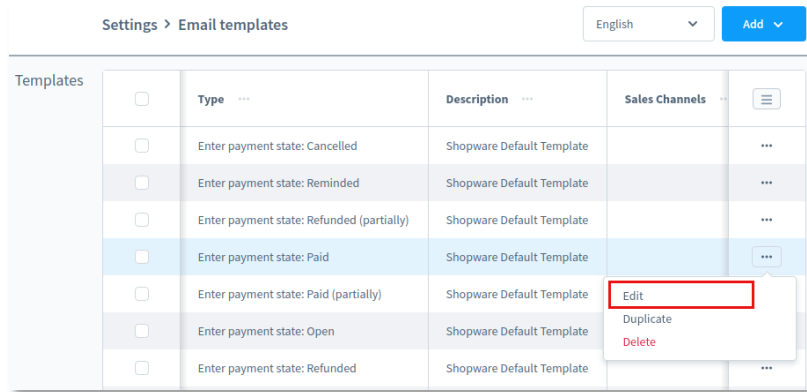 Settings > Email templates
English
Add
Templates
Type ... Description ... Sales Channels ...
Enter payment state: Cancelled Shopware Default Template ...
Enter payment state: Reminded Shopware Default Template ...
Enter payment state: Refunded (partially) Shopware Default Template ...
Enter payment state: Paid Shopware Default Template ...
Enter payment state: Paid (partially) Shopware Default Template
Edit
Enter payment state: Open Shopware Default Template
Duplicate
Delete
Enter payment state: Refunded Shopware Default Template ...